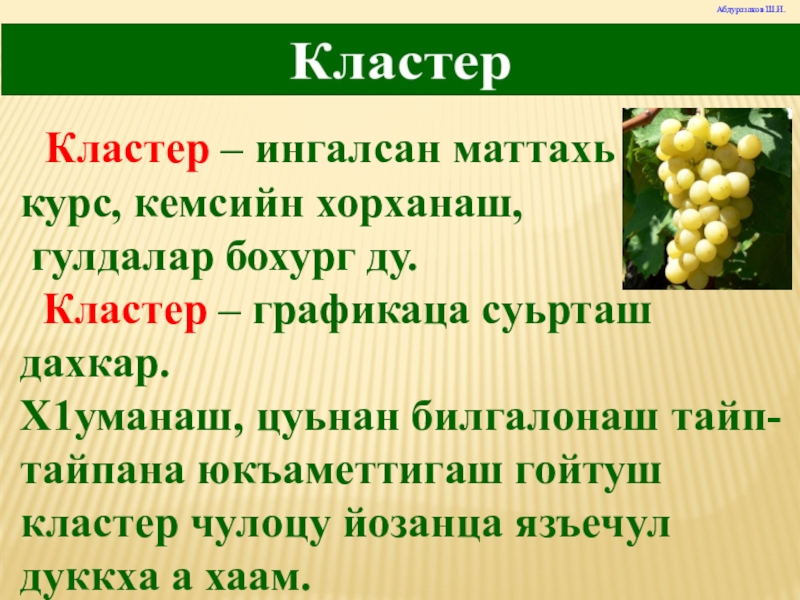 Абдуразаков Ш.И.
Кластер
Кластер – ингалсан маттахь
курс, кемсийн хорханаш,
гулдалар бохург ду.
Кластер – графикаца суьрташ
дахкар.
Х1уманаш, цуьнан билгалонаш тайп-
тайпана юкъаметтигаш гойтуш
кластер чулоцу йозанца язъечул
дуккха а хаам.